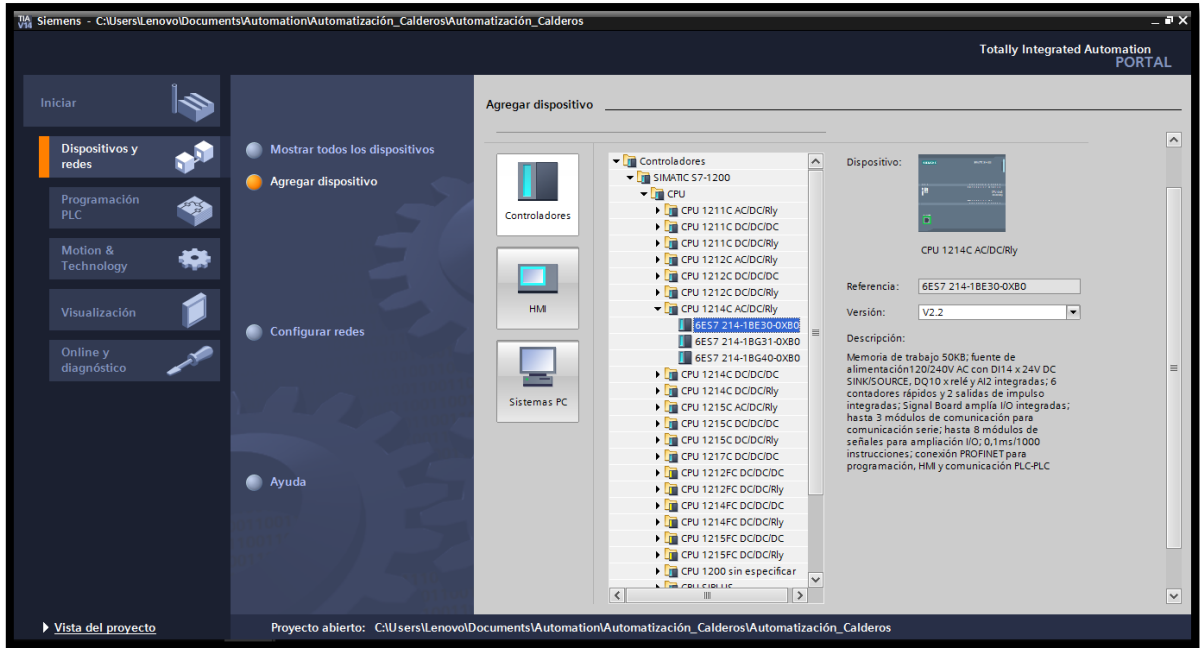 TIA
V14
Siemens - C:\Users\Lenovo\Documents\Automation\Automatización_Calderos\Automatización_Calderos
Totally Integrated Automation
PORTAL
Iniciar
Dispositivos y
redes
Programación
PLC
Motion &
Technology
Visualización
Online y
diagnóstico
Vista del proyecto
Mostrar todos los dispositivos
Agregar dispositivo
Configurar redes
Ayuda
Agregar dispositivo
Controladores
HMI
Sistemas PC
Controladores
SIMATIC S7-1200
CPU
CPU 1211C AC/DC/Rly
CPU 1211C DC/DC/DC
CPU 1211C DC/DC/Rly
CPU 1212C AC/DC/Rly
CPU 1212C DC/DC/DC
CPU 1212C DC/DC/Rly
CPU 1214C AC/DC/Rly
6ES7 214-1BE30-0XB0
6ES7 214-1BG31-0XB0
6ES7 214-1BG40-0XB0
CPU 1214C DC/DC/DC
CPU 1214C DC/DC/Rly
CPU 1215C AC/DC/Rly
CPU 1215C DC/DC/DC
CPU 1215C DC/DC/Rly
CPU 1217C DC/DC/DC
CPU 1212FC DC/DC/DC
CPU 1212FC DC/DC/Rly
CPU 1214FC DC/DC/DC
CPU 1214FC DC/DC/Rly
CPU 1215FC DC/DC/DC
CPU 1215FC DC/DC/Rly
CPU 1200 sin especificar
CPU SIPLUS
Dispositivo:
CPU 1214C AC/DC/Rly
Referencia: 6ES7 214-1BE30-0XB0
Versión: V2.2
Descripción:
Memoria de trabajo 50KB; fuente de
alimentación120/240V AC con DI14 x 24V DC
SINK/SOURCE, DQ10 x relé y AI2 integradas; 6
contadores rápidos y 2 salidas de impulso
integradas; Signal Board amplía I/O integradas;
hasta 3 módulos de comunicación para
comunicación serie; hasta 8 módulos de
señales para ampliación I/O; 0,1ms/1000
instrucciones; conexión PROFINET para
programación, HMI y comunicación PLC-PLC
Proyecto abierto: C:\Users\Lenovo\Documents\Automation\Automatización_Calderos\Automatización_Calderos